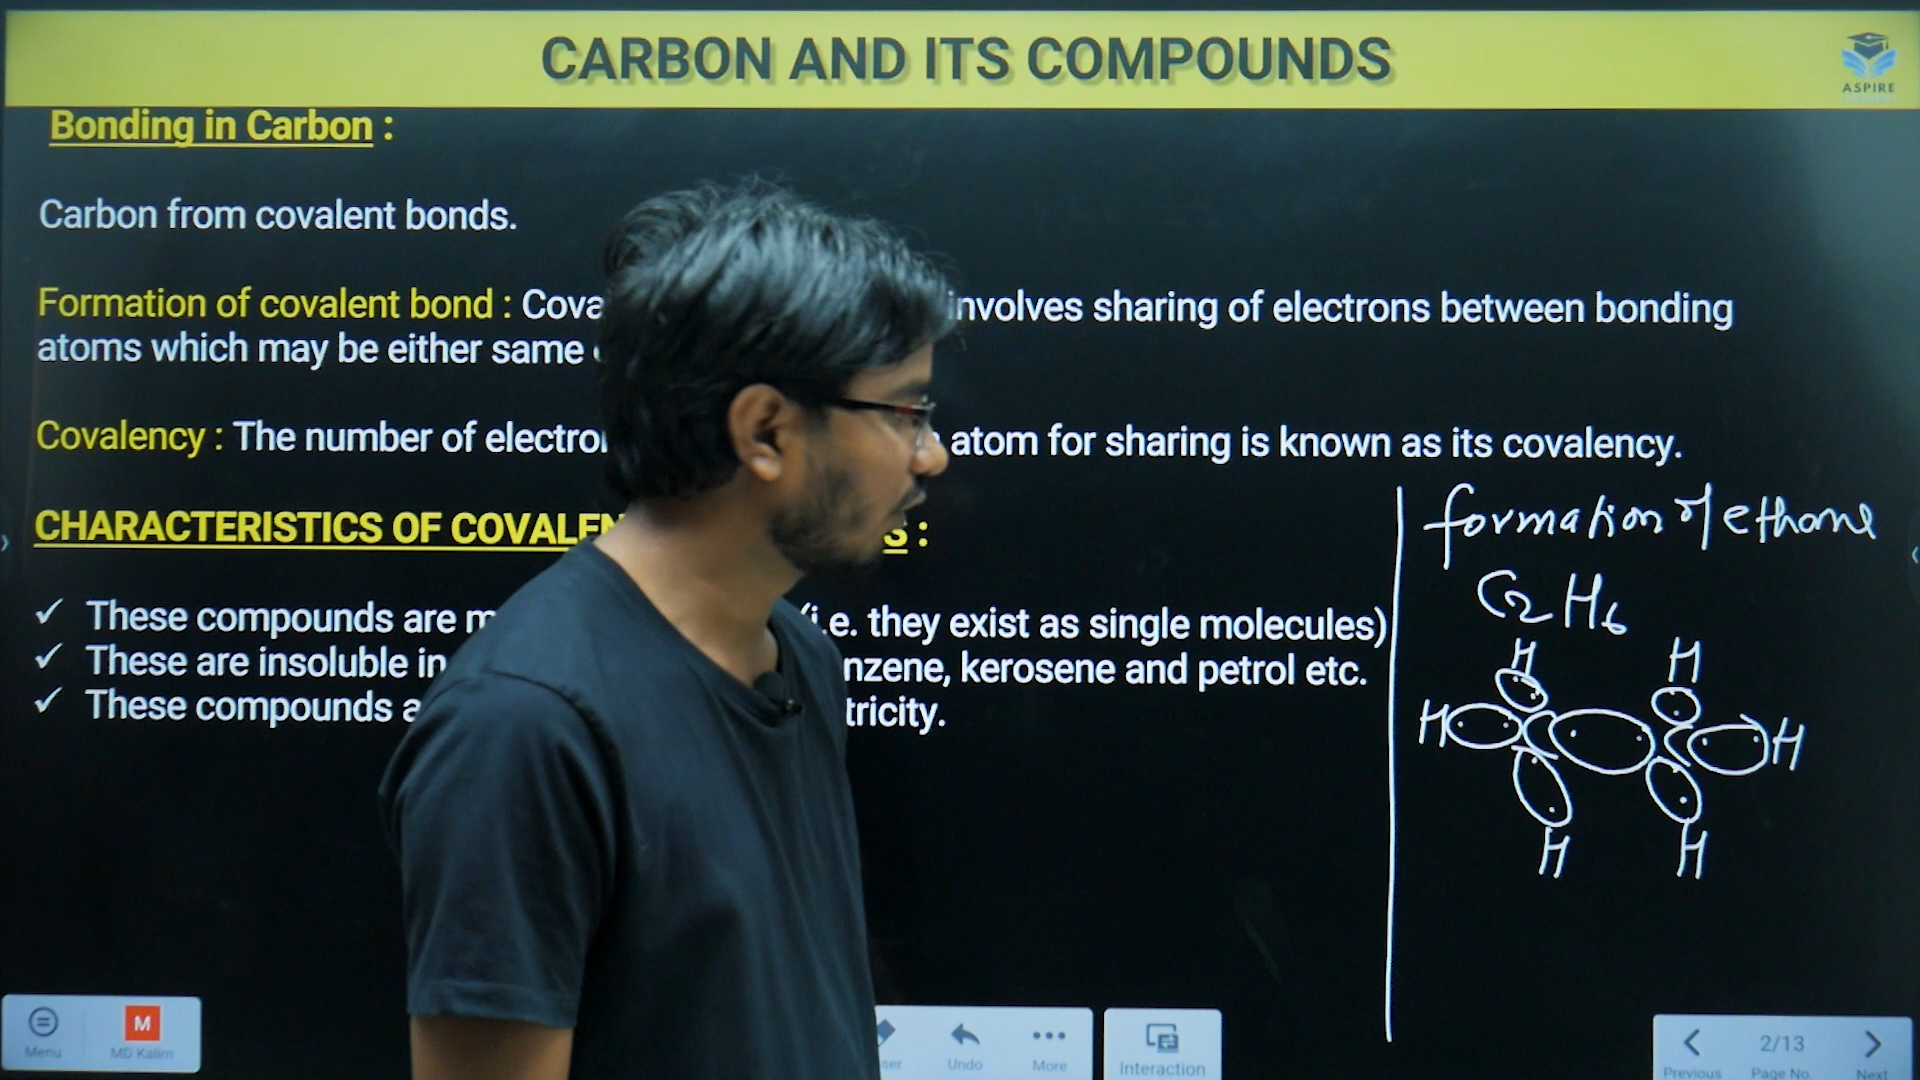 CARBON AND ITS COMPOUNDS
ASPIRE
Bonding in Carbon :
Carbon from covalent bonds.
Formation of covalent bond : Cova involves sharing of electrons between bonding
atoms which may be either same
Covalency : The number of electro atom for sharing is known as its covalency.
CHARACTERISTICS OF COVALEN S :
✓ These compounds are m (i.e. they exist as single molecules)
✓ These are insoluble in nzene, kerosene and petrol etc.
✓ These compounds a tricity.
formation of ethane
C2H6
H H
H C C H
H H
Menu
MD Kalim
M
ser
Undo
More
Interaction
Previous
2/13
Page No.
Next